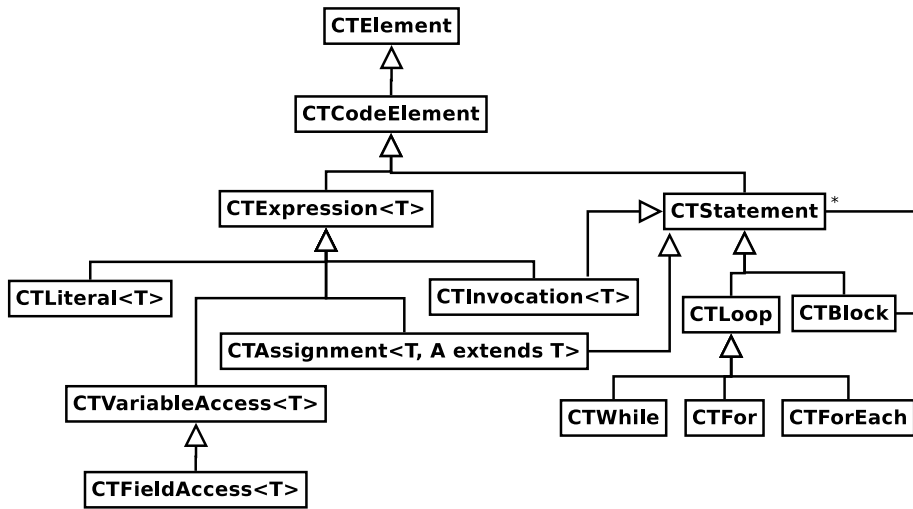 CTElement
CTCodeElement
CTExpression<T>
CTStatement
*
CTLiteral<T>
CTInvocation<T>
CTLoop
CTBlock
CTAssignment<T, A extends T>
CTVariableAccess<T>
CTWhile
CTFor
CTForEach
CTFieldAccess<T>